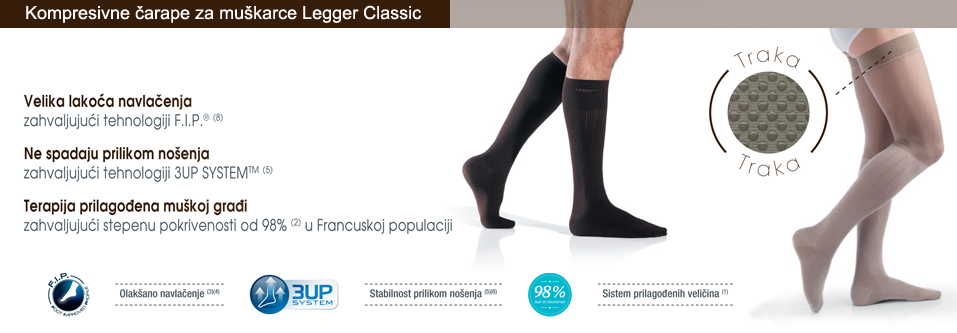 Kompresivne čarape za muškarce Legger Classic
Traka
Traka
Velika lakoća navlačenja
zahvaljujući tehnologiji F.I.P.® (8)
Ne spadaju prilikom nošenja
zahvaljujući tehnologiji 3UP SYSTEM™ (5)
Terapija prilagođena muškoj građi
zahvaljujući stepenu pokrivenosti od 98% (2) u Francuskoj populaciji
F.I.P.
Olakšano navlačenje (3)(4)
3UP
SYSTEM
Stabilnost prilikom nošenja (5)(6)
98%
Sistem prilagođenih veličina (1)